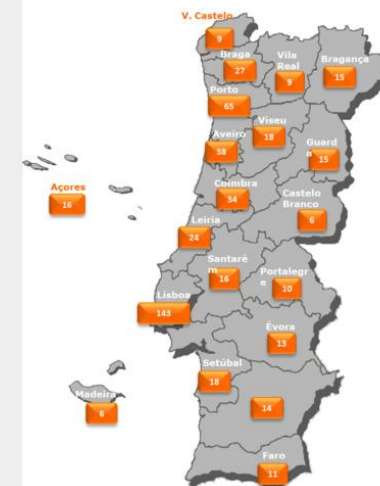 V. Castelo
9
Braga
27
Vila
Real
9
Bragança
15
Porto
65
Viseu
18
Aveiro
38
Guard
a
15
Açores
16
Coimbra
34
Castelo
Branco
6
Leiria
24
Santaré
m
16
Portalegr
e
10
Lisboa
143
Évora
13
Setúbal
18
Madeira
6
14
Faro
11